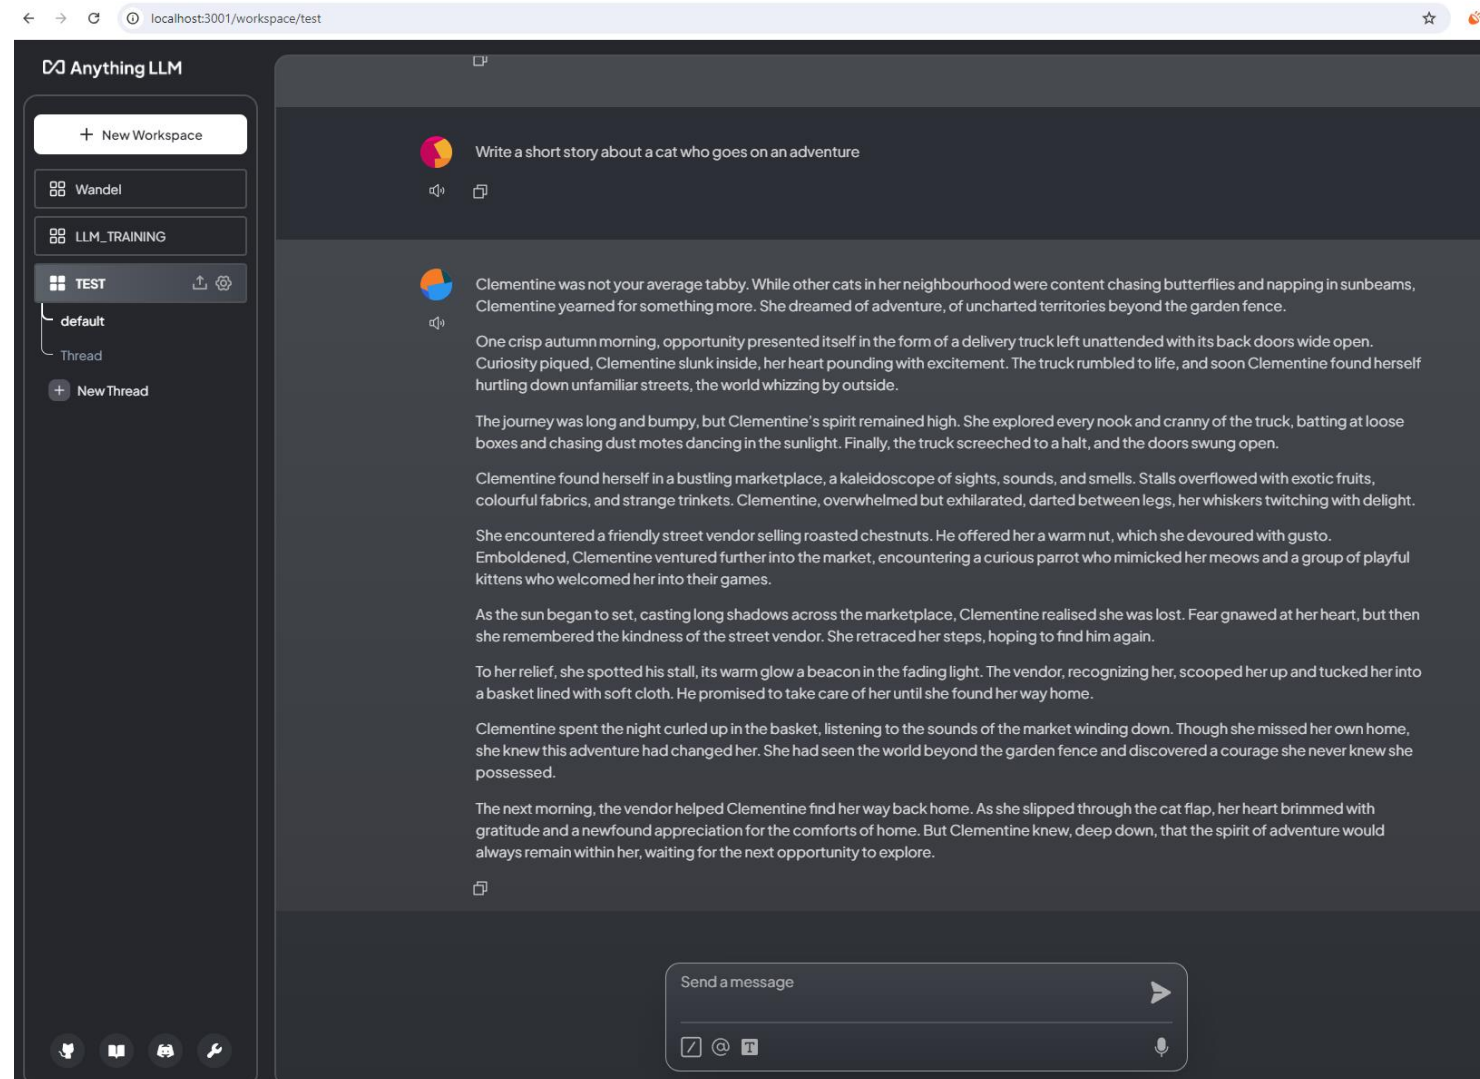 localhost:3001/workspace/test
Anything LLM
+ New Workspace
Wandel
LLM_TRAINING
TEST
default
Thread
+ New Thread
Write a short story about a cat who goes on an adventure
Clementine was not your average tabby. While other cats in her neighbourhood were content chasing butterflies and napping in sunbeams,
Clementine yearned for something more. She dreamed of adventure, of uncharted territories beyond the garden fence.
One crisp autumn morning, opportunity presented itself in the form of a delivery truck left unattended with its back doors wide open.
Curiosity piqued, Clementine slunk inside, her heart pounding with excitement. The truck rumbled to life, and soon Clementine found herself
hurtling down unfamiliar streets, the world whizzing by outside.
The journey was long and bumpy, but Clementine's spirit remained high. She explored every nook and cranny of the truck, batting at loose
boxes and chasing dust motes dancing in the sunlight. Finally, the truck screeched to a halt, and the doors swung open.
Clementine found herself in a bustling marketplace, a kaleidoscope of sights, sounds, and smells. Stalls overflowed with exotic fruits,
colourful fabrics, and strange trinkets. Clementine, overwhelmed but exhilarated, darted between legs, her whiskers twitching with delight.
She encountered a friendly street vendor selling roasted chestnuts. He offered her a warm nut, which she devoured with gusto.
Emboldened, Clementine ventured further into the market, encountering a curious parrot who mimicked her meows and a group of playful
kittens who welcomed her into their games.
As the sun began to set, casting long shadows across the marketplace, Clementine realised she was lost. Fear gnawed at her heart, but then
she remembered the kindness of the street vendor. She retraced her steps, hoping to find him again.
To her relief, she spotted his stall, its warm glow a beacon in the fading light. The vendor, recognizing her, scooped her up and tucked her into
a basket lined with soft cloth. He promised to take care of her until she found her way home.
Clementine spent the night curled up in the basket, listening to the sounds of the market winding down. Though she missed her own home,
she knew this adventure had changed her. She had seen the world beyond the garden fence and discovered a courage she never knew she
possessed.
The next morning, the vendor helped Clementine find her way back home. As she slipped through the cat flap, her heart brimmed with
gratitude and a newfound appreciation for the comforts of home. But Clementine knew, deep down, that the spirit of adventure would
always remain within her, waiting for the next opportunity to explore.
Send a message